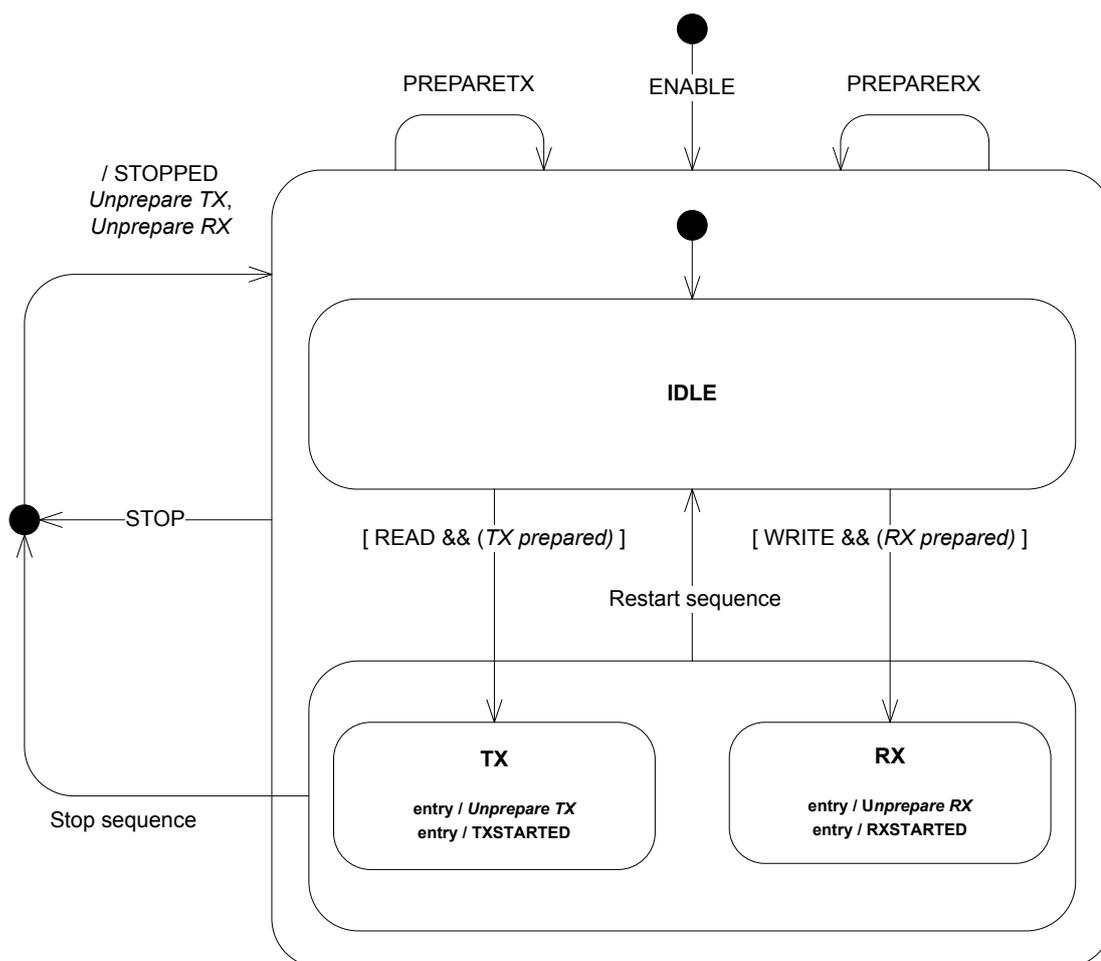 PREPARETX
ENABLE
PREPARERX
/ STOPPED
Unprepare TX,
Unprepare RX
IDLE
STOP
[ READ && (TX prepared) ]
[ WRITE && (RX prepared) ]
Restart sequence
TX
entry / Unprepare TX
entry / TXSTARTED
RX
entry / Unprepare RX
entry / RXSTARTED
Stop sequence